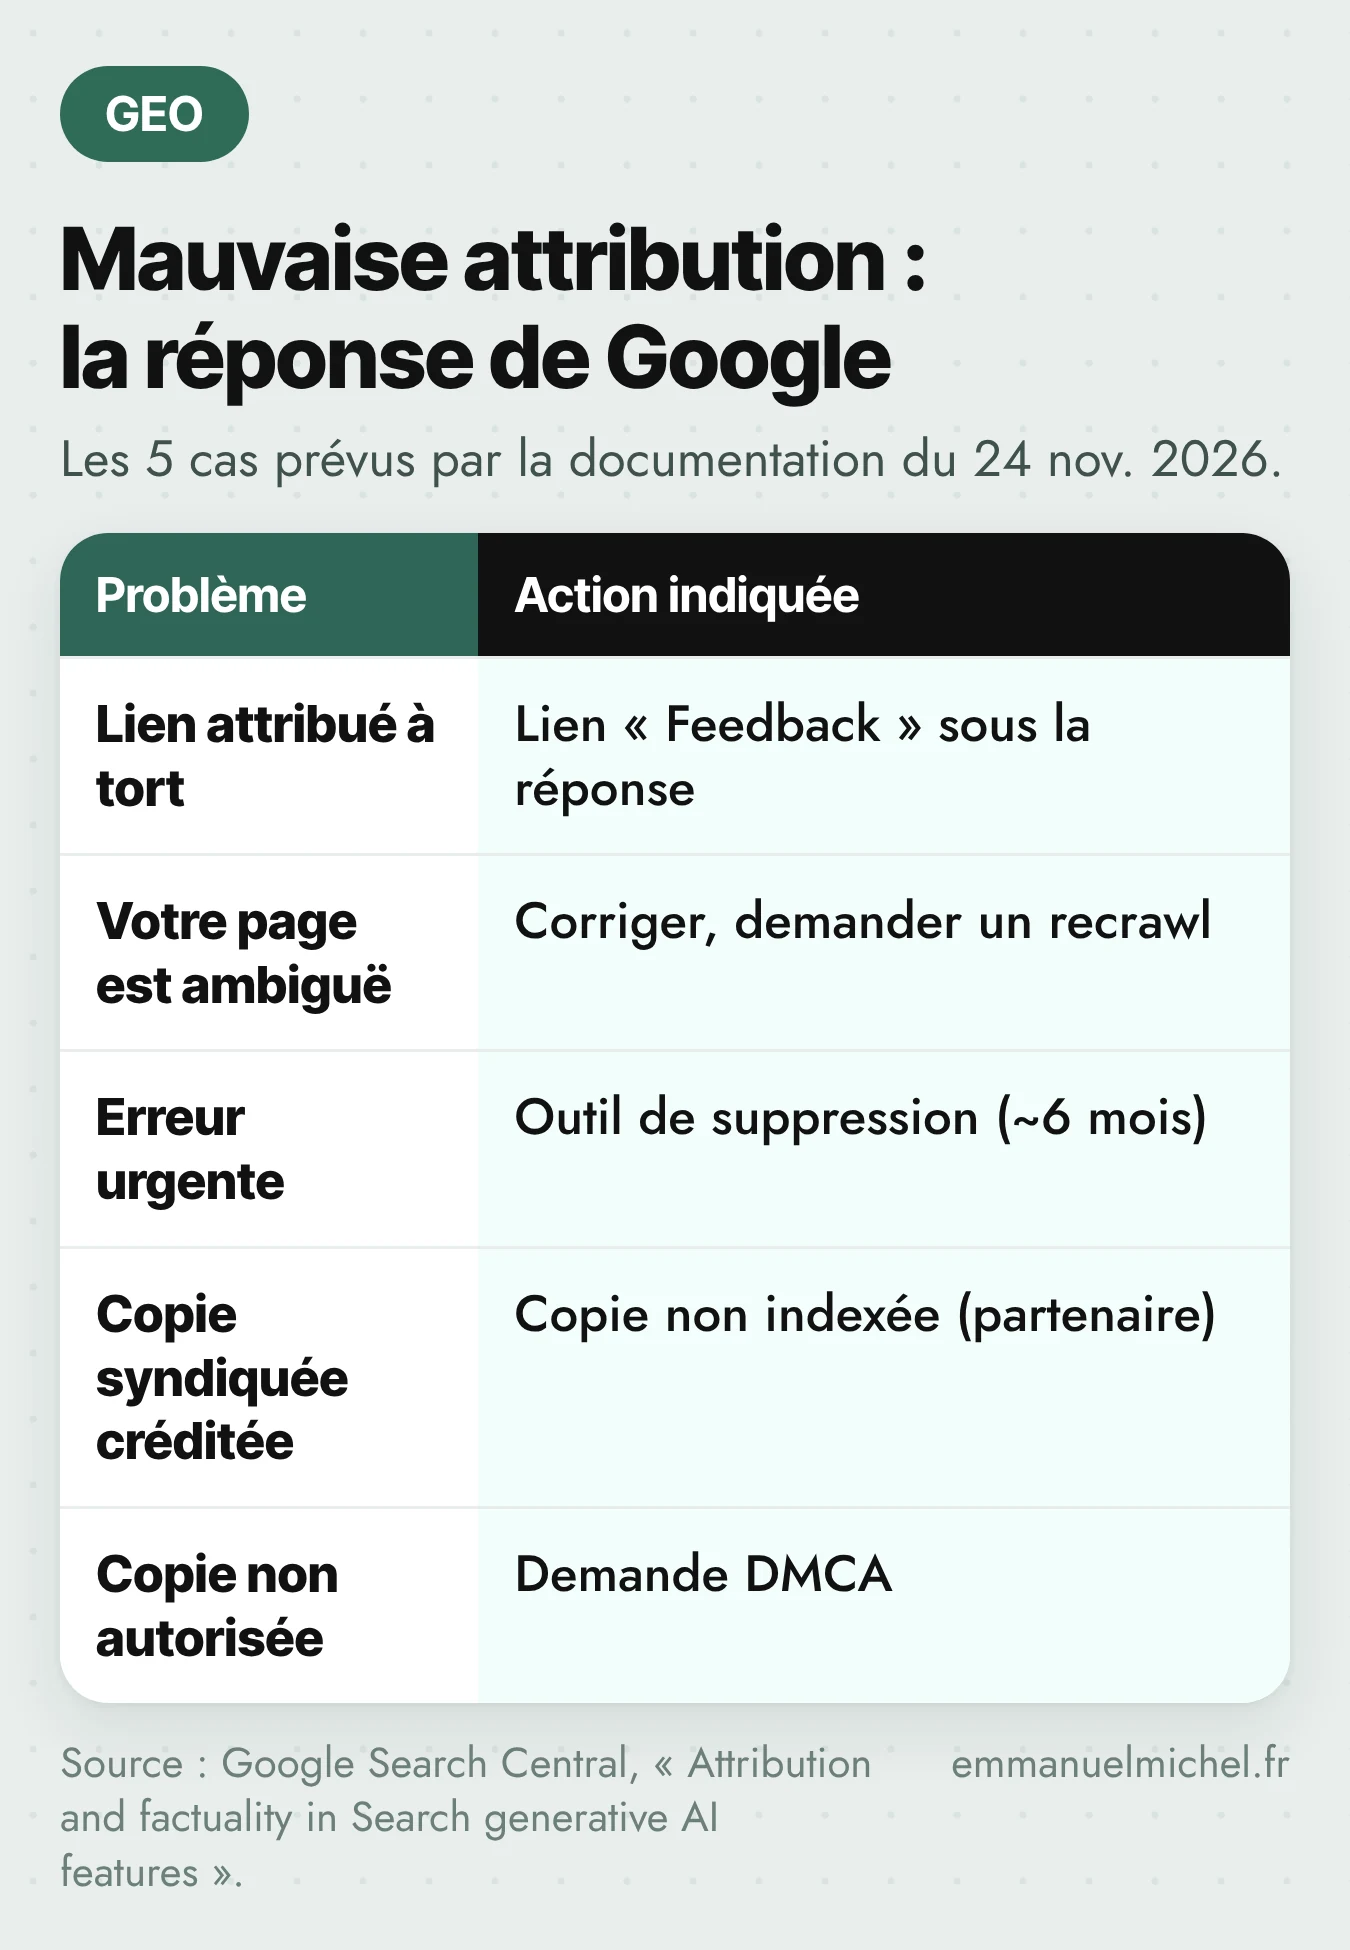 GEO
Mauvaise attribution :
la réponse de Google
Les 5 cas prévus par la documentation du 24 nov. 2026.
Problème
Action indiquée
Lien attribué à
tort
Lien « Feedback » sous la
réponse
Votre page
est ambiguë
Corriger, demander un recrawl
Erreur
urgente
Outil de suppression (~6 mois)
Copie
syndiquée
créditée
Copie non indexée (partenaire)
Copie non
autorisée
Demande DMCA
Source : Google Search Central, « Attribution
and factuality in Search generative AI
features ».
emmanuelmichel.fr